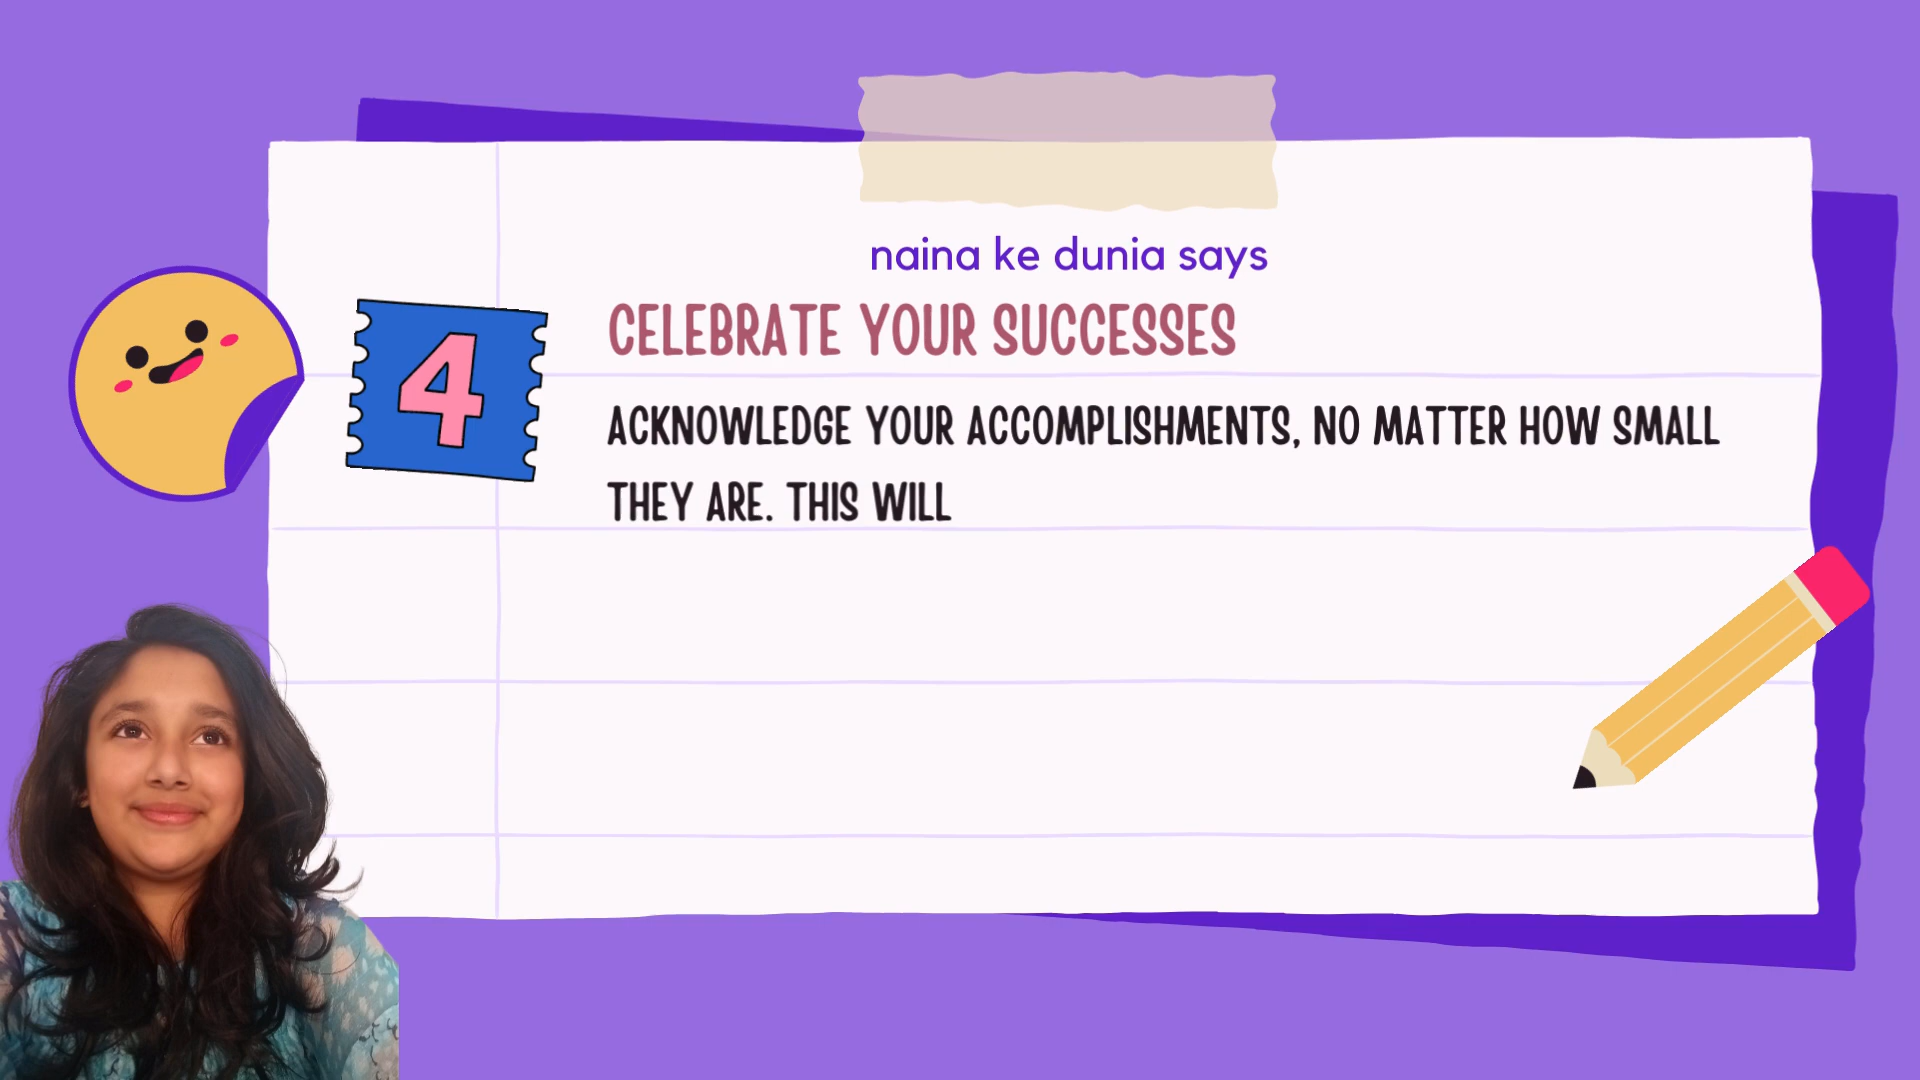 naina ke dunia says
CELEBRATE YOUR SUCCESSES
4
ACKNOWLEDGE YOUR ACCOMPLISHMENTS, NO MATTER HOW SMALL
THEY ARE. THIS WILL